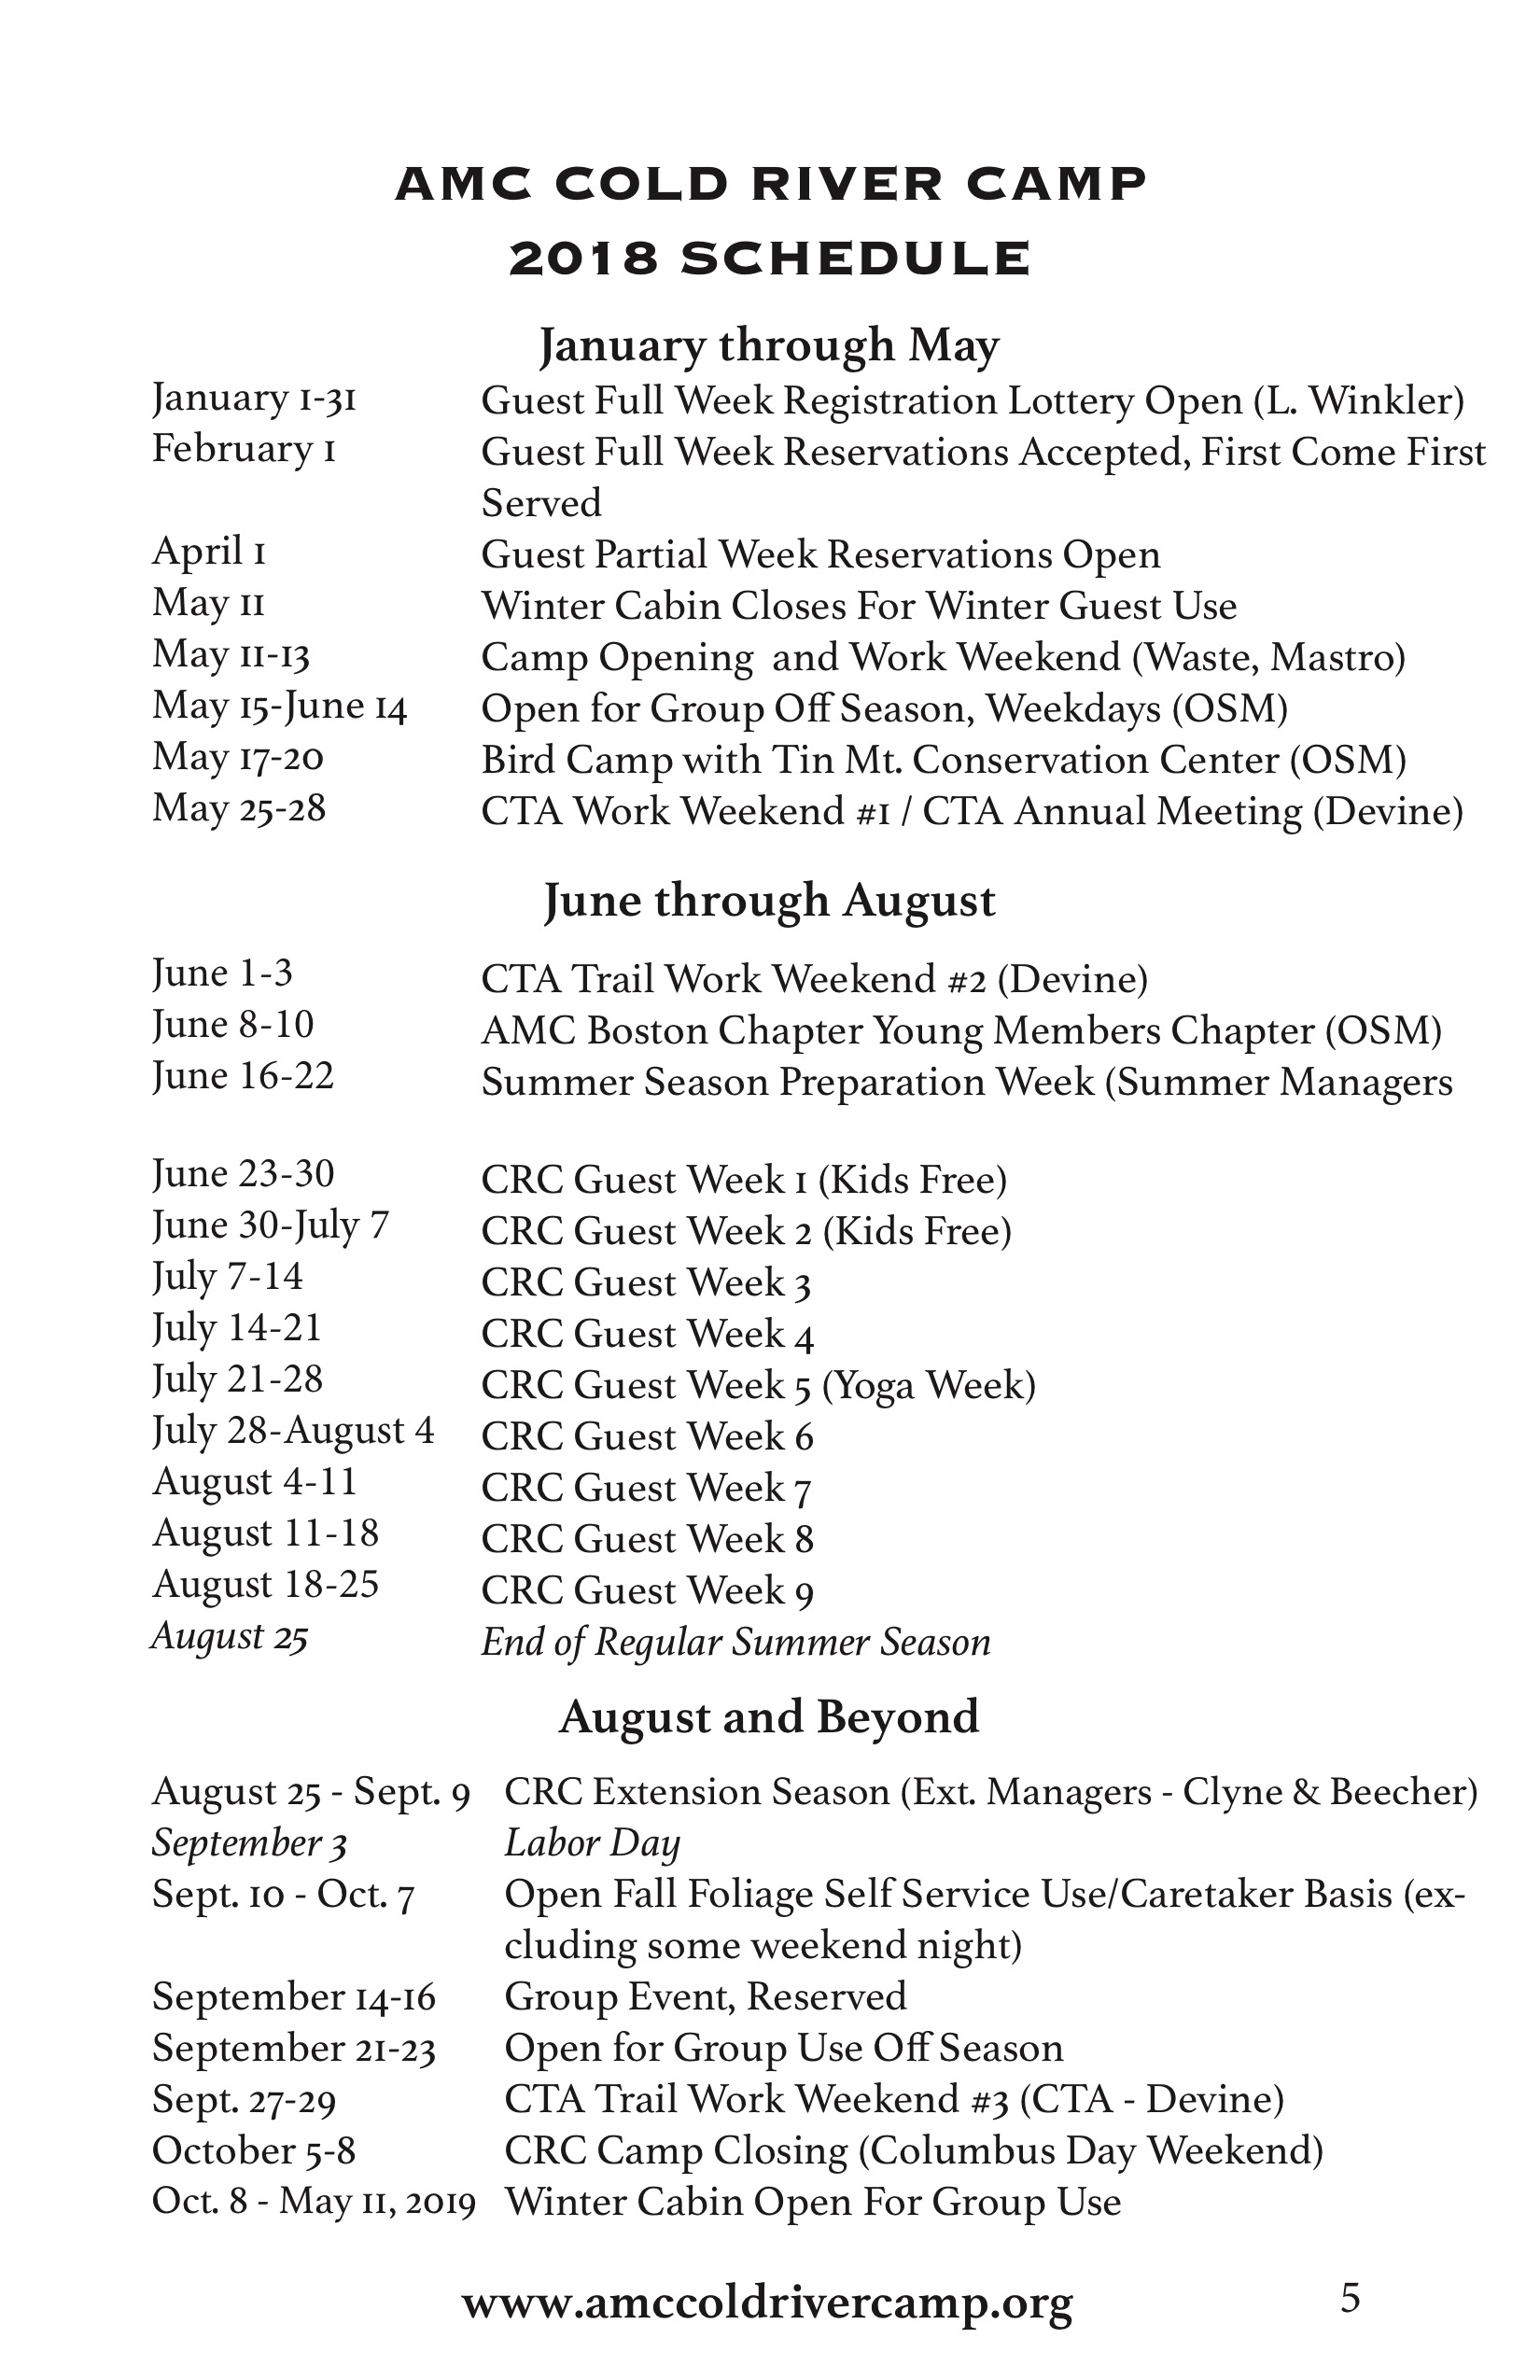 AMC COLD RIVER CAMP
2018 SCHEDULE
January through May
January 1-31 Guest Full Week Registration Lottery Open (L. Winkler)
February 1 Guest Full Week Reservations Accepted, First Come First
Served
April 1 Guest Partial Week Reservations Open
May 11 Winter Cabin Closes For Winter Guest Use
May 11-13 Camp Opening  and Work Weekend (Waste, Mastro)
May 15-June 14 Open for Group Off Season, Weekdays (OSM)
May 17-20 Bird Camp with Tin Mt. Conservation Center (OSM)
May 25-28 CTA Work Weekend #1 / CTA Annual Meeting (Devine)
June through August
June 1-3 CTA Trail Work Weekend #2 (Devine)
June 8-10 AMC Boston Chapter Young Members Chapter (OSM)
June 16-22 Summer Season Preparation Week (Summer Managers
June 23-30 CRC Guest Week 1 (Kids Free)
June 30-July 7 CRC Guest Week 2 (Kids Free)
July 7-14 CRC Guest Week 3
July 14-21 CRC Guest Week 4
July 21-28 CRC Guest Week 5 (Yoga Week)
July 28-August 4 CRC Guest Week 6
August 4-11 CRC Guest Week 7
August 11-18 CRC Guest Week 8
August 18-25 CRC Guest Week 9
August 25 End of Regular Summer Season
August and Beyond
August 25 - Sept. 9 CRC Extension Season (Ext. Managers - Clyne & Beecher)
September 3 Labor Day
Sept. 10 - Oct. 7 Open Fall Foliage Self Service Use/Caretaker Basis (ex-
cluding some weekend night)
September 14-16 Group Event, Reserved
September 21-23 Open for Group Use Off Season
Sept. 27-29 CTA Trail Work Weekend #3 (CTA - Devine)
October 5-8 CRC Camp Closing (Columbus Day Weekend)
Oct. 8 - May 11, 2019 Winter Cabin Open For Group Use
www.amccoldrivercamp.org 5